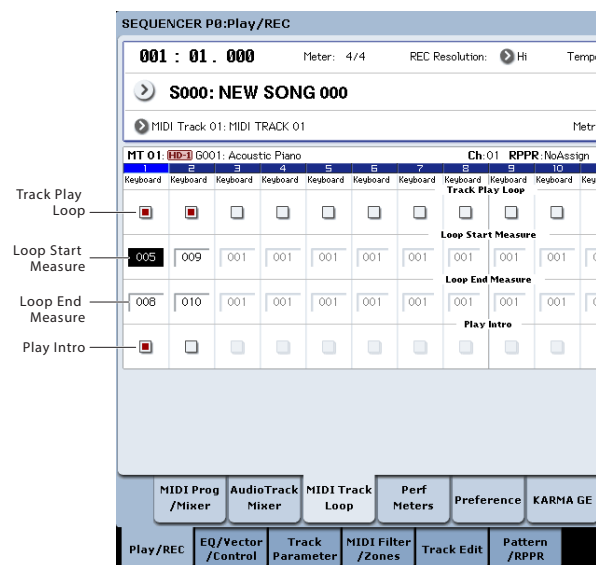 SEQUENCER P0:Play/REC
001 : 01 . 000 Meter: 4/4 REC Resolution: Hi Tempo
S000: NEW SONG 000
MIDI Track 01: MIDI TRACK 01 Metr
MT 01: HD-1 G001: Acoustic Piano Ch:01 RPPR:NoAssign
1 2 3 4 5 6 7 8 9 10
Keyboard Keyboard Keyboard Keyboard Keyboard Keyboard Keyboard Keyboard Keyboard Keyboard Key
Track Play Loop
Track Play
Loop
Loop Start Measure
Loop Start
Measure
005 009 001 001 001 001 001 001 001 001 0
Loop End Measure
Loop End
Measure
008 010 001 001 001 001 001 001 001 001 0
Play Intro
Play Intro
MIDI Prog
/Mixer
AudioTrack
Mixer
MIDI Track
Loop
Perf
Meters
Preference
KARMA GE
Play/REC
EQ/Vector
/Control
Track
Parameter
MIDI Filter
/Zones
Track Edit
Pattern
/RPPR